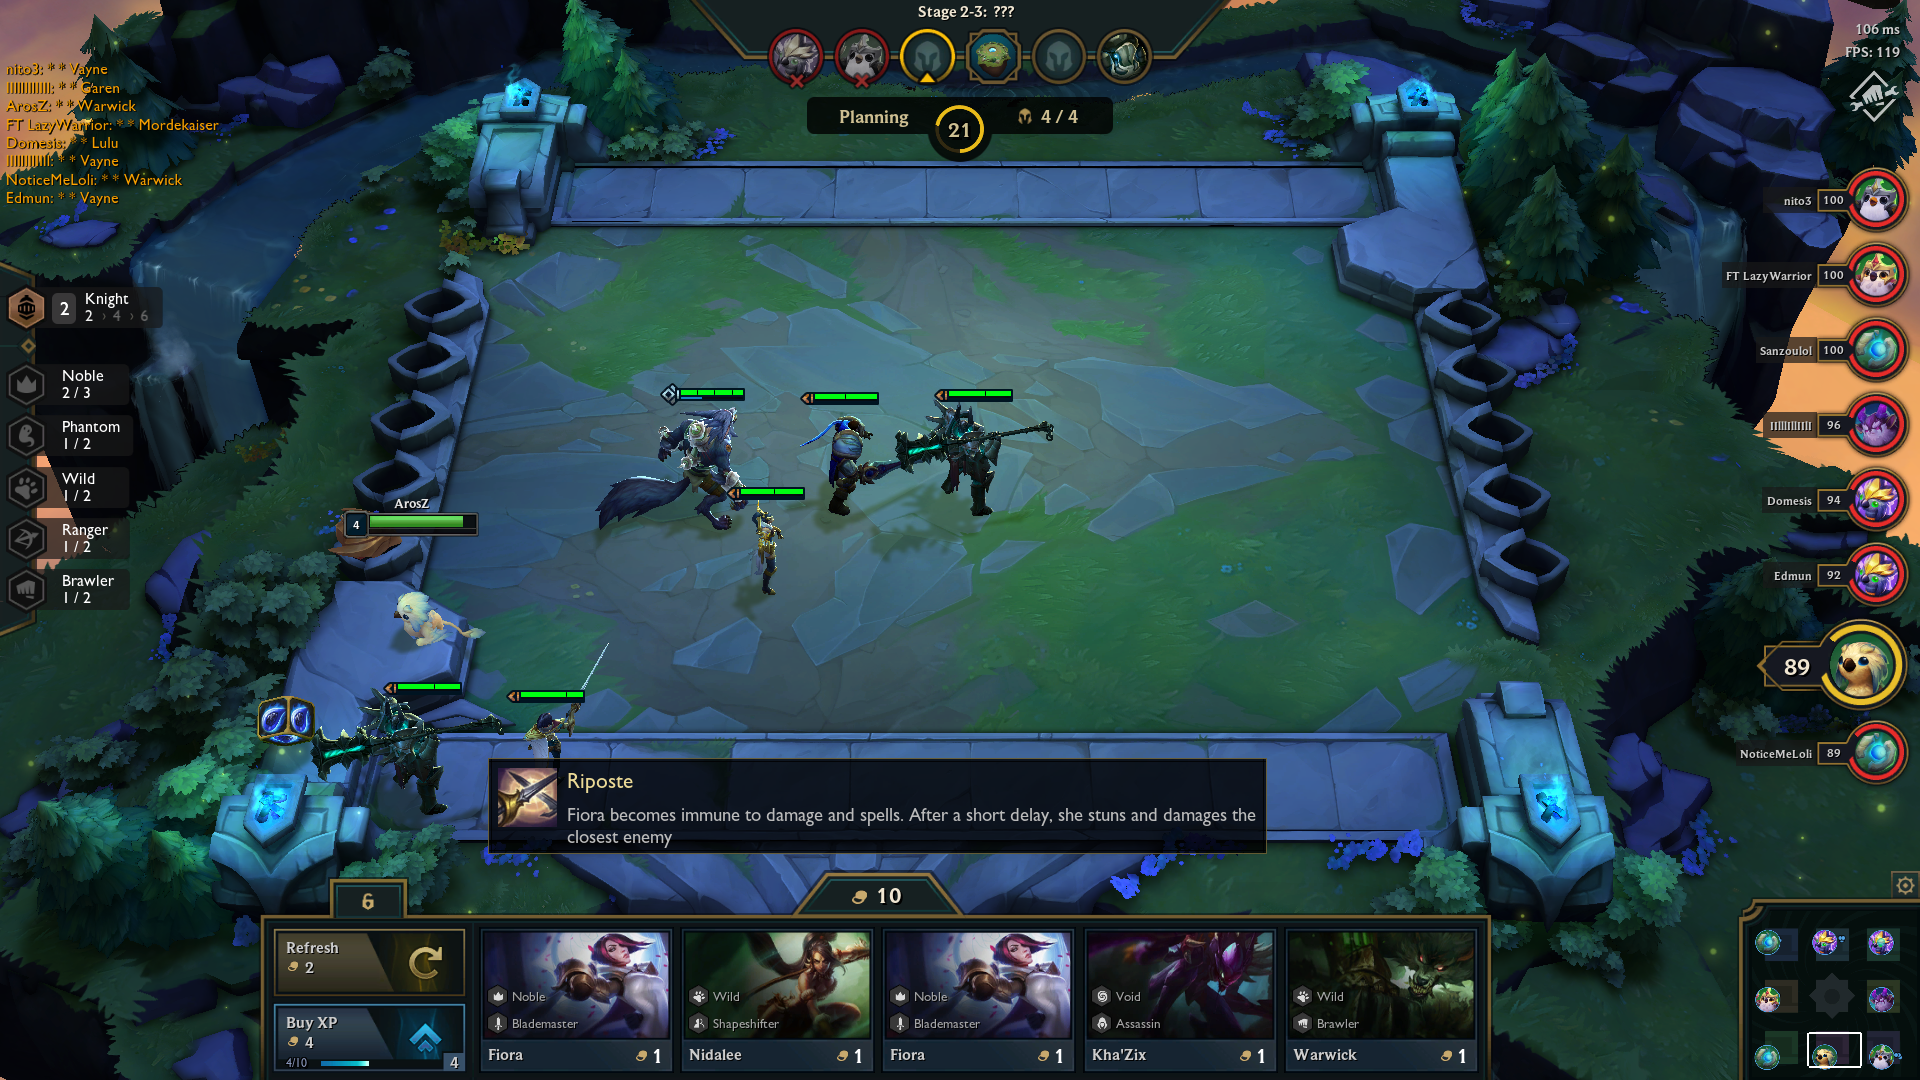 Stage 2-3: ???
106 ms
FPS: 119
Planning
21
4 / 4
nito3: * * Vayne
* * Garen
ArosZ: * * Warwick
FT LazyWarrior: * * Mordekaiser
Domesis: * * Lulu
* * Vayne
NoticeMeLoli: * * Warwick
Edmun: * * Vayne
2
Knight
2 › 4 › 6
Noble
2 / 3
Phantom
1 / 2
Wild
1 / 2
Ranger
1 / 2
Brawler
1 / 2
ArosZ
4
nito3 100
FT LazyWarrior 100
Sanzoulol 100
96
Domesis 94
Edmun 92
89
NoticeMeLoli 89
Riposte
Fiora becomes immune to damage and spells. After a short delay, she stuns and damages the
closest enemy
6
10
Refresh
2
Buy XP
4
4/10
4
Noble
Blademaster
Fiora 1
Wild
Shapeshifter
Nidalee 1
Noble
Blademaster
Fiora 1
Void
Assassin
Kha'Zix 1
Wild
Brawler
Warwick 1